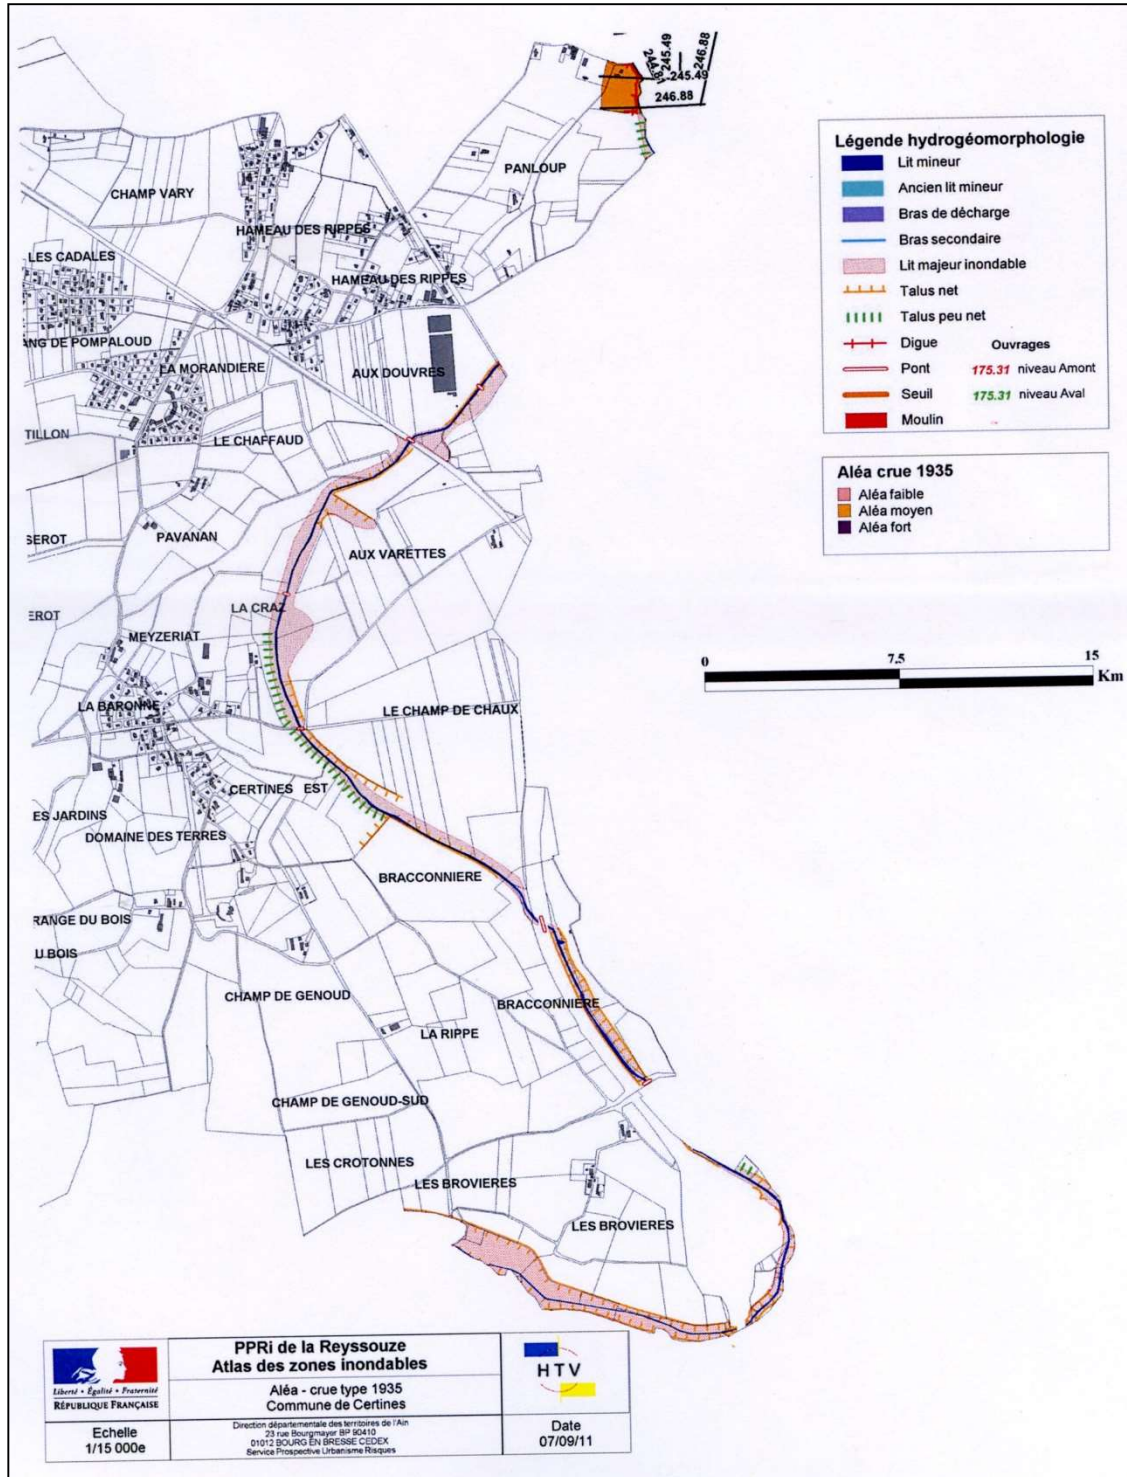 245.49
246.88
245.49
246.88
PANLOUP
CHAMP VARY
HAMEAU DES RIPPES
LES CADALES
HAMEAU DES RIPPES
ANG DE POMPALOUD
LA MORANDIERE
AUX DOUVRES
TILLON
LE CHAFFAUD
SEROT
PAVANAN
AUX VARETTES
EROT
LA CRAZ
MEYZERIAT
LA BARONNE
LE CHAMP DE CHAUX
CERTINES EST
ES JARDINS
DOMAINE DES TERRES
BRACCONNIERE
RANGE DU BOIS
U BOIS
CHAMP DE GENOUD
BRACCONNIERE
LA RIPPE
CHAMP DE GENOUD-SUD
LES CROTONNES
LES BROVIERES
LES BROVIERES
Légende hydrogéomorphologie
Lit mineur
Ancien lit mineur
Bras de décharge
Bras secondaire
Lit majeur inondable
Talus net
Talus peu net
Digue Ouvrages
Pont 175.31 niveau Amont
Seuil 175.31 niveau Aval
Moulin
Aléa crue 1935
Aléa faible
Aléa moyen
Aléa fort
0 7.5 15
Km
Liberté • Égalité • Fraternité
RÉPUBLIQUE FRANÇAISE
PPRi de la Reyssouze
Atlas des zones inondables
Aléa - crue type 1935
Commune de Certines
HTV
Echelle
1/15 000e
Direction départementale des territoires de l'Ain
23 rue Bourgmayer BP 90410
01012 BOURG EN BRESSE CEDEX
Service Prospective Urbanisme Risques
Date
07/09/11